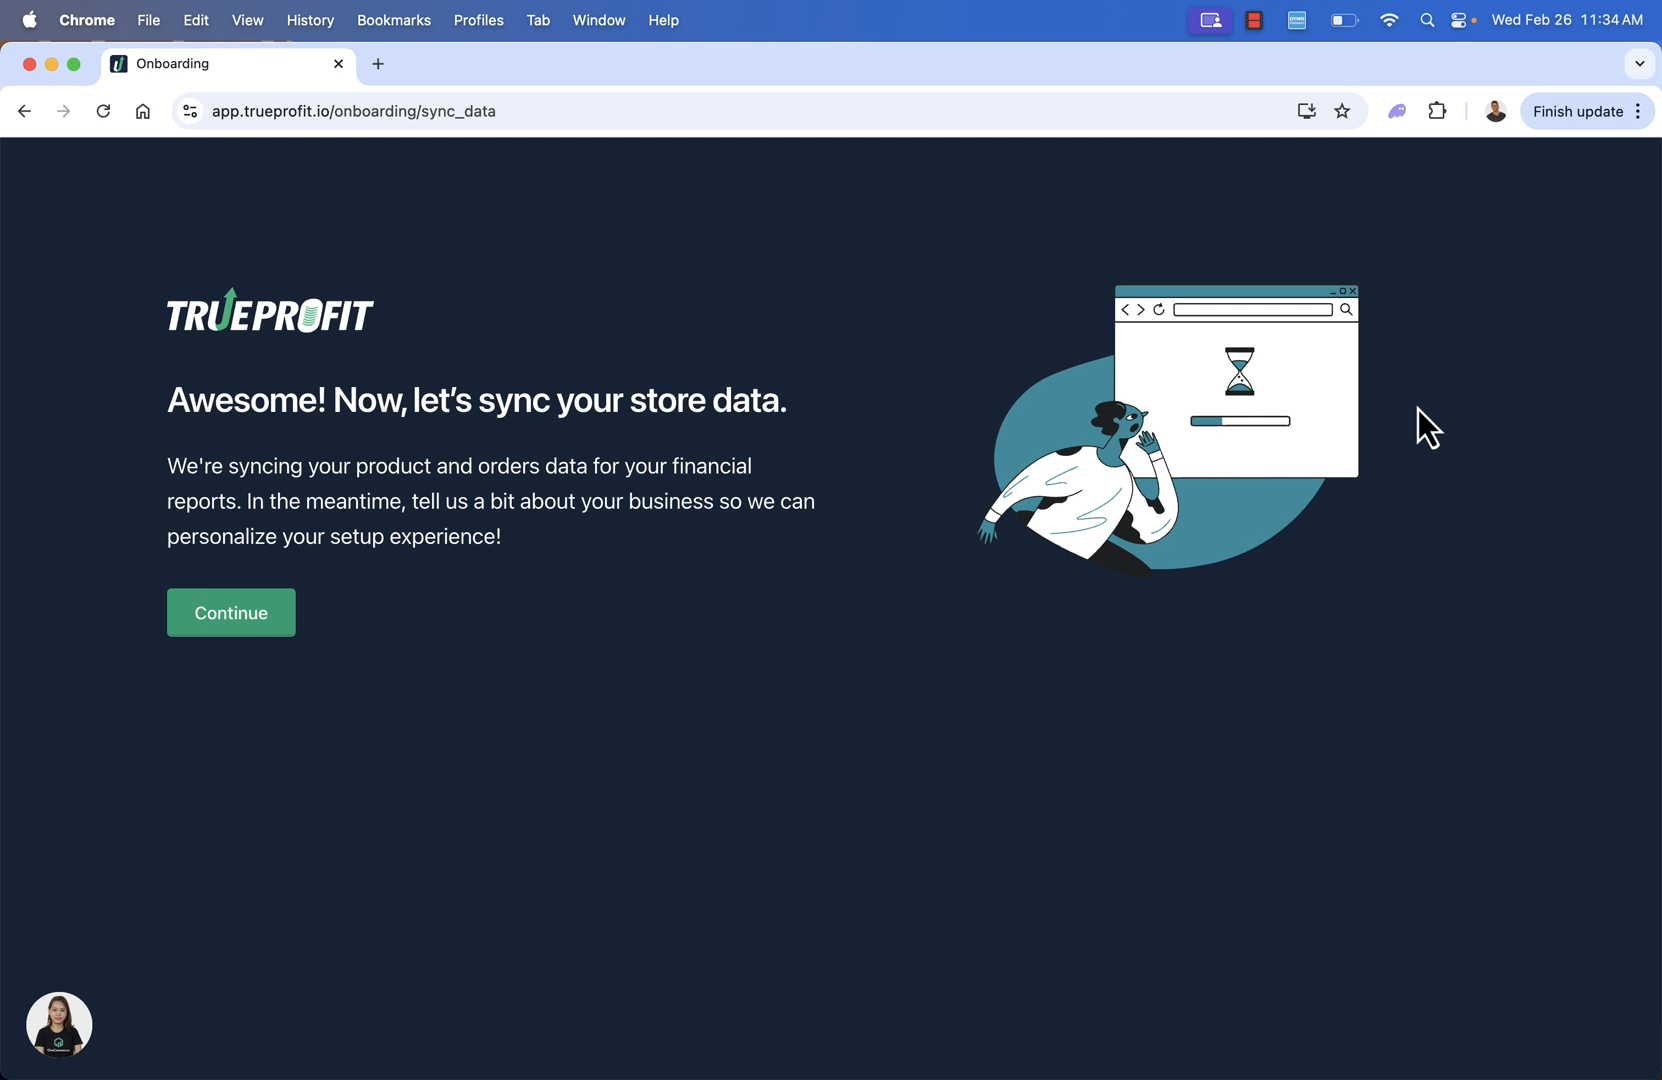 Chrome File Edit View History Bookmarks Profiles Tab Window Help Wed Feb 26 11:34 AM
Onboarding
app.trueprofit.io/onboarding/sync_data Finish update
TRUEPROFIT
Awesome! Now, let's sync your store data.
We're syncing your product and orders data for your financial
reports. In the meantime, tell us a bit about your business so we can
personalize your setup experience!
Continue